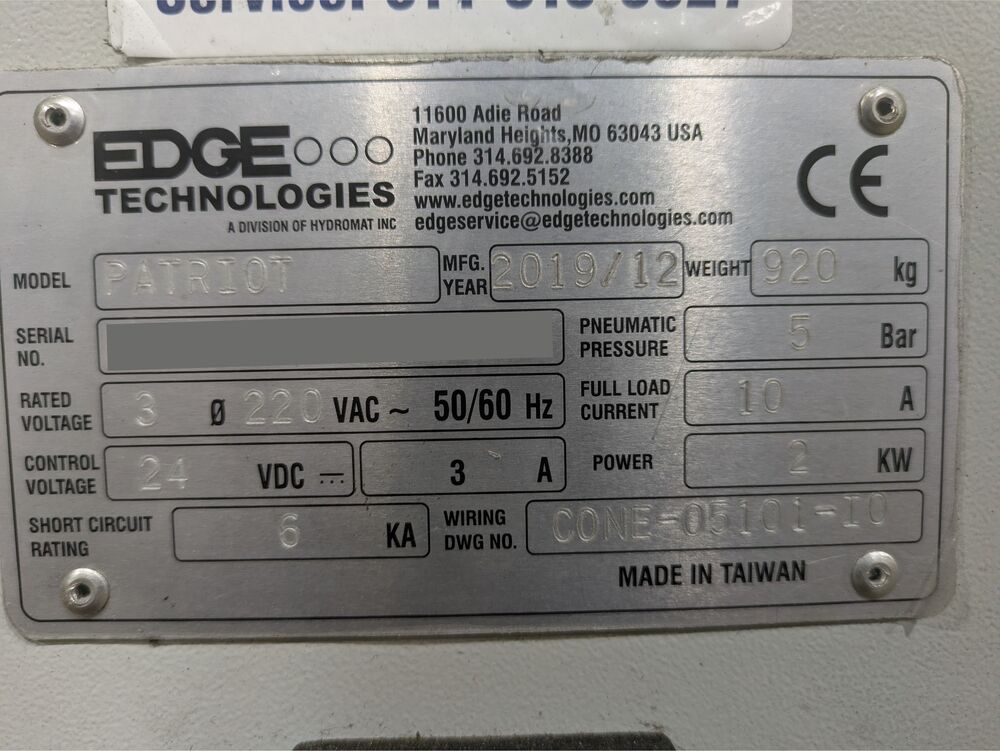 EDGE
TECHNOLOGIES
A DIVISION OF HYDROMAT INC
11600 Adie Road
Maryland Heights,MO 63043 USA
Phone 314.692.8388
Fax 314.692.5152
www.edgetechnologies.com
edgeservice@edgetechnologies.com
CE
MODEL PATRIOT MFG. YEAR 2019/12 WEIGHT 920 kg
SERIAL NO. PNEUMATIC PRESSURE 5 Bar
RATED VOLTAGE 3 Ø 220 VAC ~ 50/60 Hz FULL LOAD CURRENT 10 A
CONTROL VOLTAGE 24 VDC ⎓ 3 A POWER 2 KW
SHORT CIRCUIT RATING 6 KA WIRING DWG NO. CONE-05101-I0
MADE IN TAIWAN